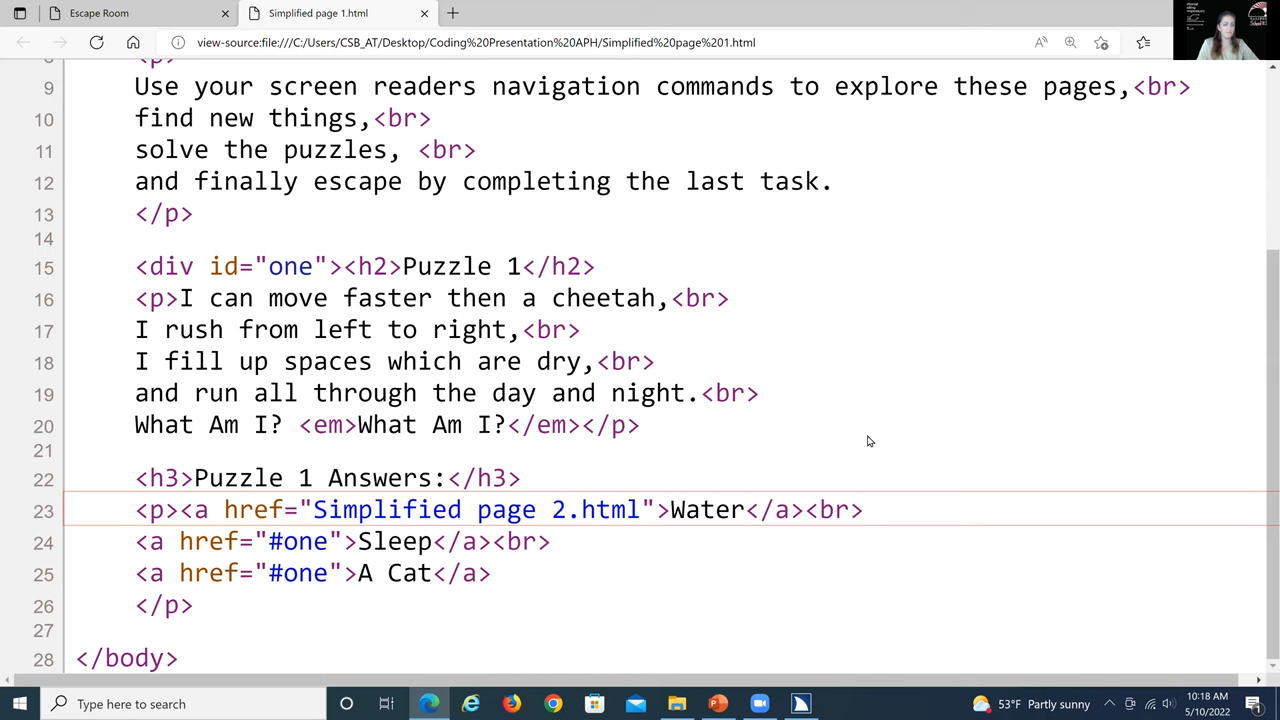 Escape Room
Simplified page 1.html
view-source:file:///C:/Users/CSB_AT/Desktop/Coding%20Presentation%20APH/Simplified%20page%201.html
8 <p>
9 Use your screen readers navigation commands to explore these pages,<br>
10 find new things,<br>
11 solve the puzzles, <br>
12 and finally escape by completing the last task.
13 </p>
14
15 <div id="one"><h2>Puzzle 1</h2>
16 <p>I can move faster then a cheetah,<br>
17 I rush from left to right,<br>
18 I fill up spaces which are dry,<br>
19 and run all through the day and night.<br>
20 What Am I? <em>What Am I?</em></p>
21
22 <h3>Puzzle 1 Answers:</h3>
23 <p><a href="Simplified page 2.html">Water</a><br>
24 <a href="#one">Sleep</a><br>
25 <a href="#one">A Cat</a>
26 </p>
27
28 </body>
Type here to search
53°F Partly sunny
10:18 AM
5/10/2022
1